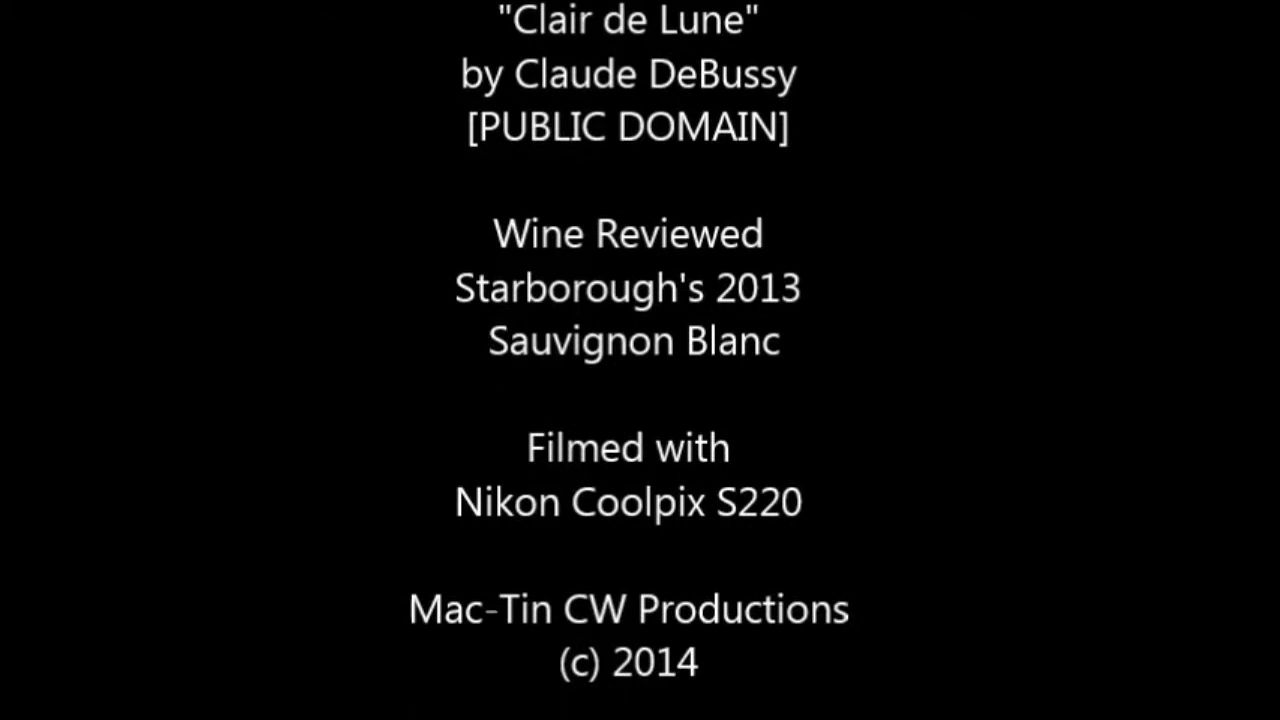 "Clair de Lune"
by Claude DeBussy
[PUBLIC DOMAIN]
Wine Reviewed
Starborough's 2013
Sauvignon Blanc
Filmed with
Nikon Coolpix S220
Mac-Tin CW Productions
(c) 2014